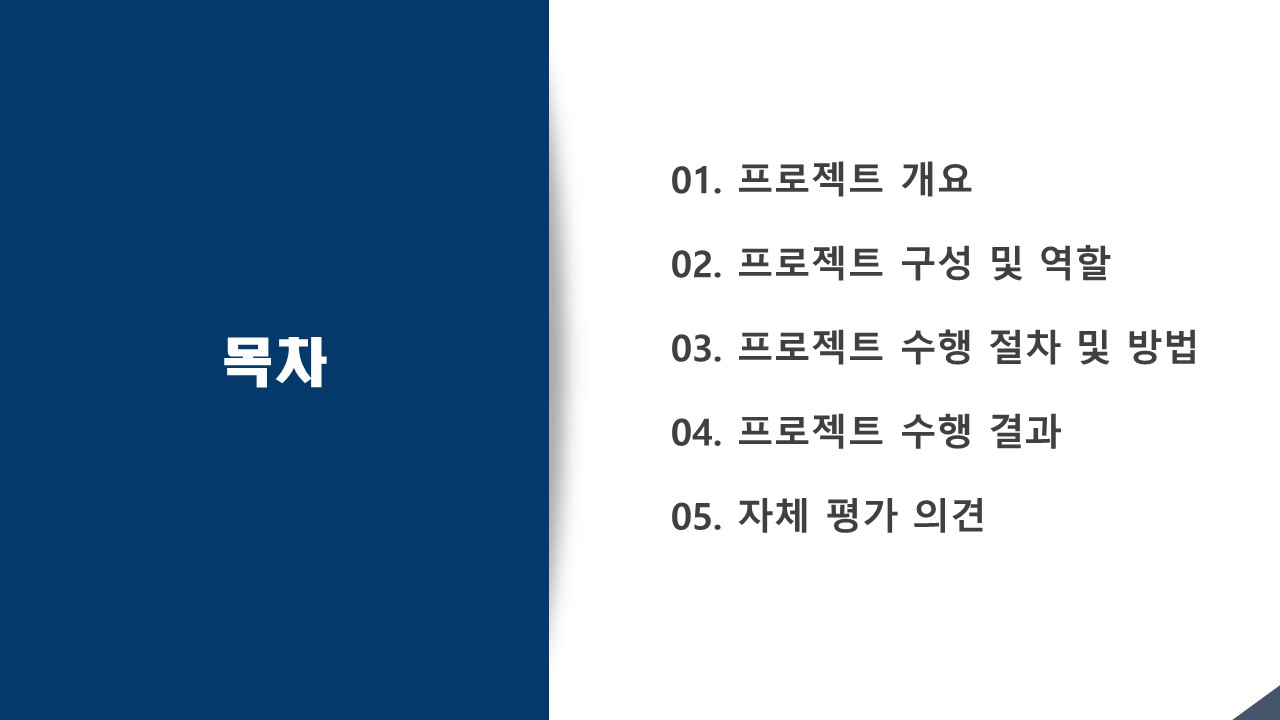 목차
01. 프로젝트 개요
02. 프로젝트 구성 및 역할
03. 프로젝트 수행 절차 및 방법
04. 프로젝트 수행 결과
05. 자체 평가 의견